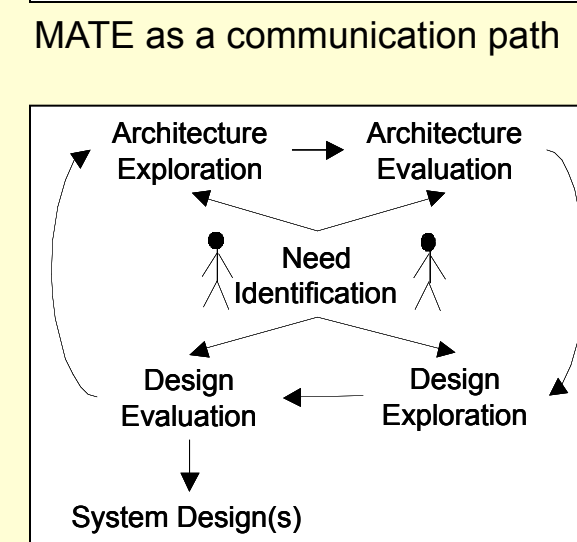 MATE as a communication path
Architecture Exploration
Architecture Evaluation
Need Identification
Design Evaluation
Design Exploration
System Design(s)